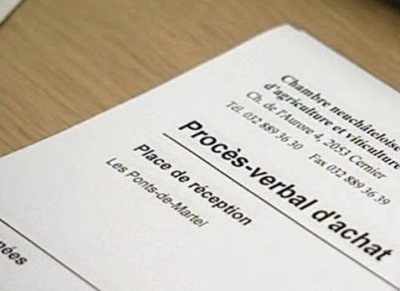 Chambre neuchâteloise
d'agriculture et viticulture
Ch. de l'Aurore 4, 2053 Cernier
Tél. 032 889 36 30 Fax 032 889 36 39
Procès-verbal d'achat
Place de réception
Les Ponts-de-Martel